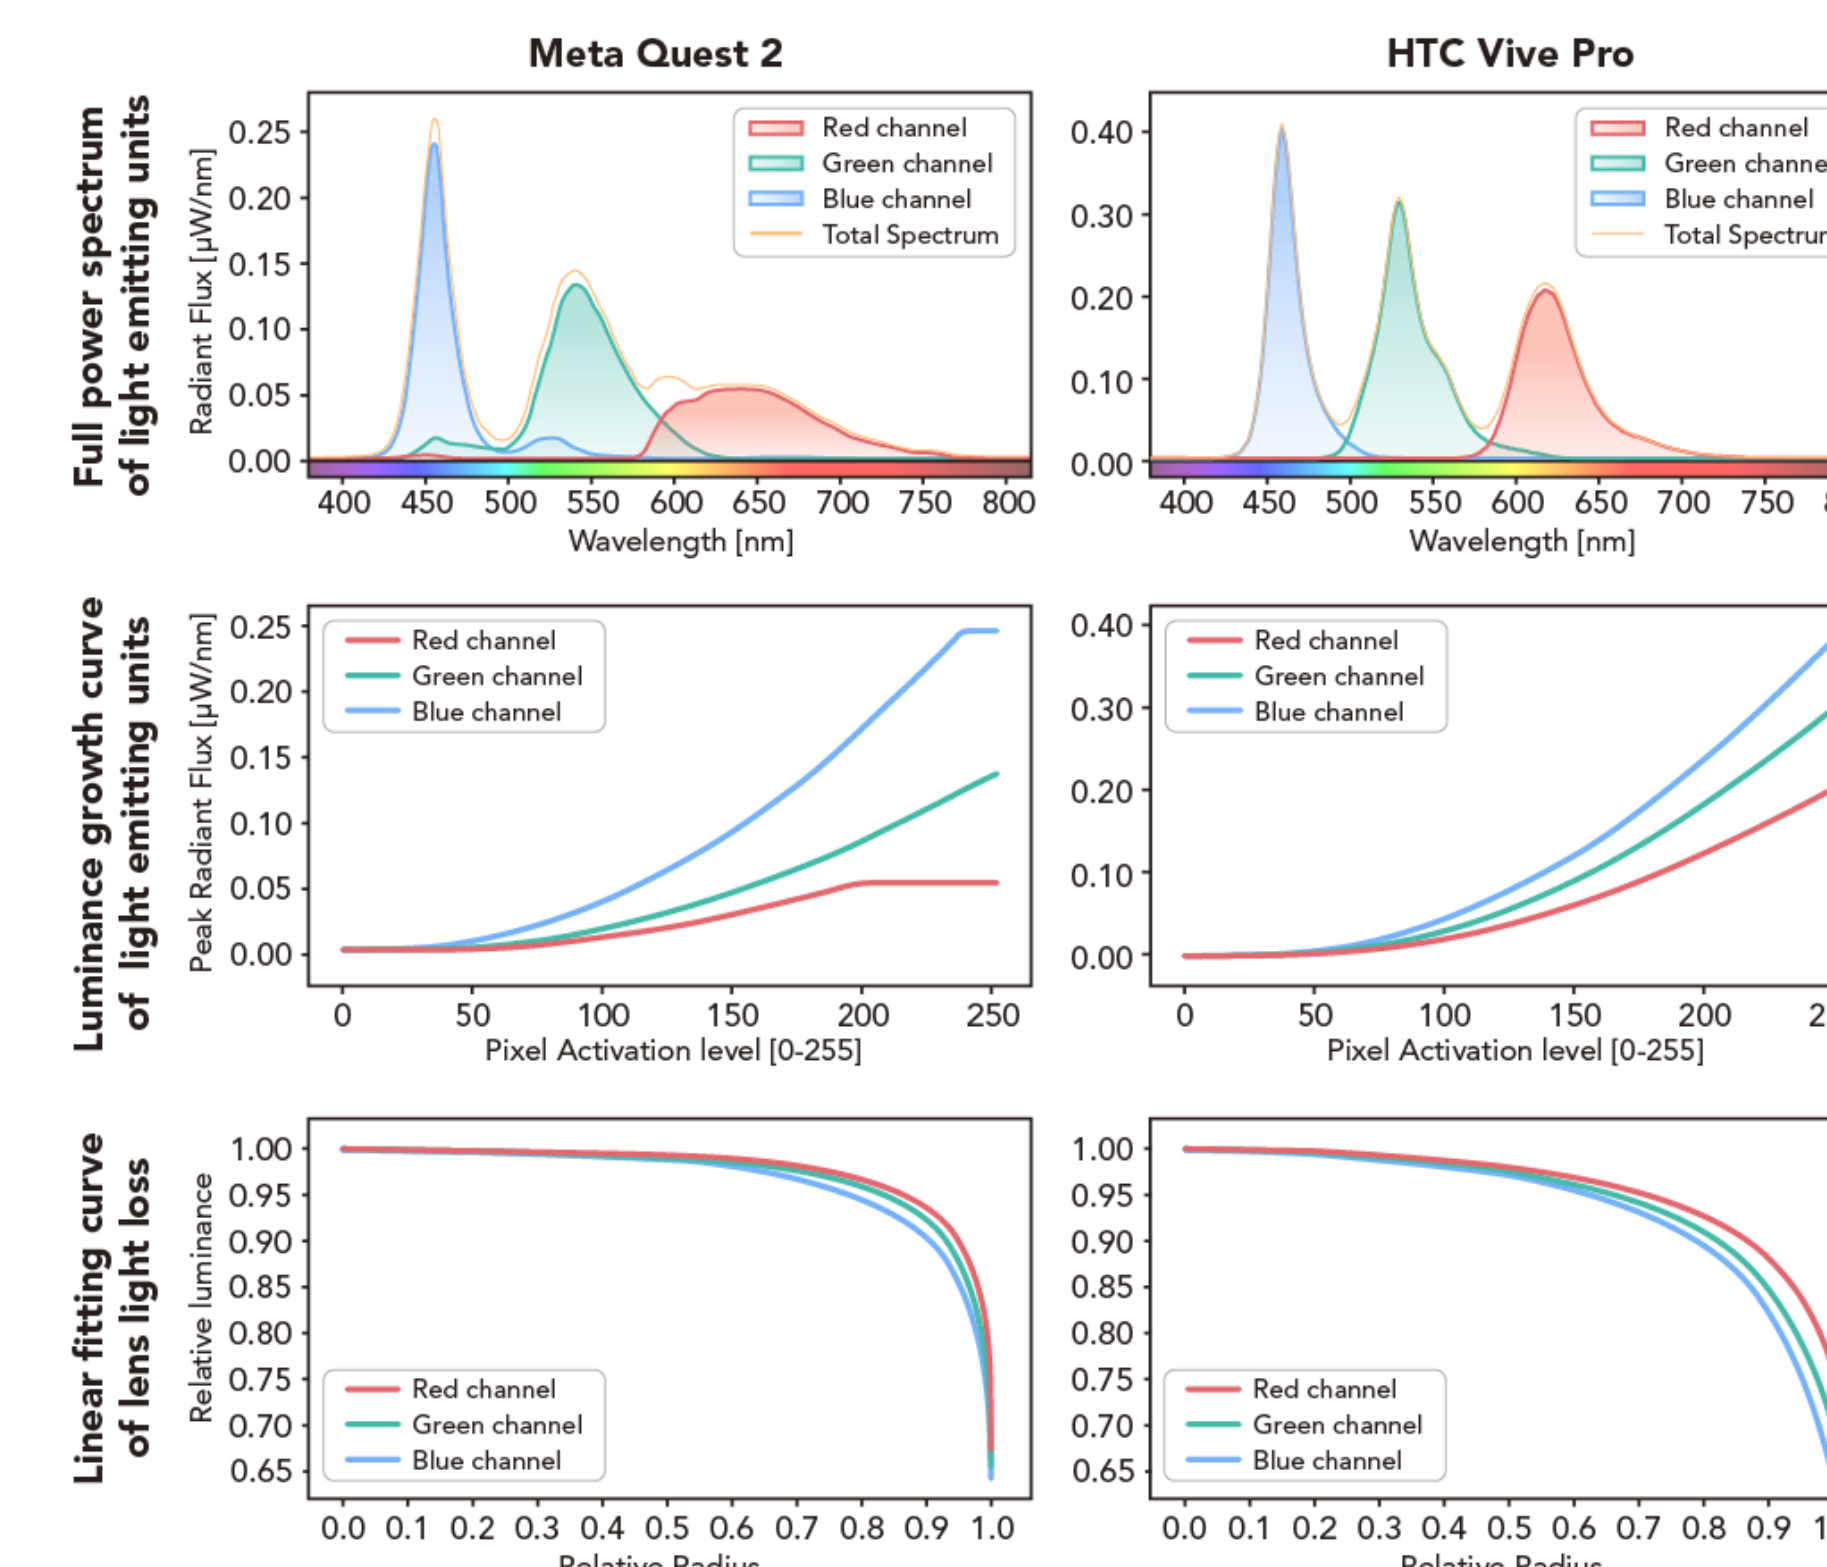 Meta Quest 2
HTC Vive Pro
Full power spectrum
of light emitting units
Radiant Flux [µW/nm]
0.25
0.20
0.15
0.10
0.05
0.00
Red channel
Green channel
Blue channel
Total Spectrum
400 450 500 550 600 650 700 750 800
Wavelength [nm]
0.40
0.30
0.20
0.10
0.00
Red channel
Green channe
Blue channel
Total Spectrur
400 450 500 550 600 650 700 750
Wavelength [nm]
Luminance growth curve
of light emitting units
Peak Radiant Flux [µW/nm]
0.25
0.20
0.15
0.10
0.05
0.00
Red channel
Green channel
Blue channel
0 50 100 150 200 250
Pixel Activation level [0-255]
0.40
0.30
0.20
0.10
0.00
Red channel
Green channel
Blue channel
0 50 100 150 200 2
Pixel Activation level [0-255]
Linear fitting curve
of lens light loss
Relative luminance
1.00
0.95
0.90
0.85
0.80
0.75
0.70
0.65
Red channel
Green channel
Blue channel
0.0 0.1 0.2 0.3 0.4 0.5 0.6 0.7 0.8 0.9 1.0
Relative Radius
1.00
0.95
0.90
0.85
0.80
0.75
0.70
0.65
Red channel
Green channel
Blue channel
0.0 0.1 0.2 0.3 0.4 0.5 0.6 0.7 0.8 0.9 1
Relative Radius